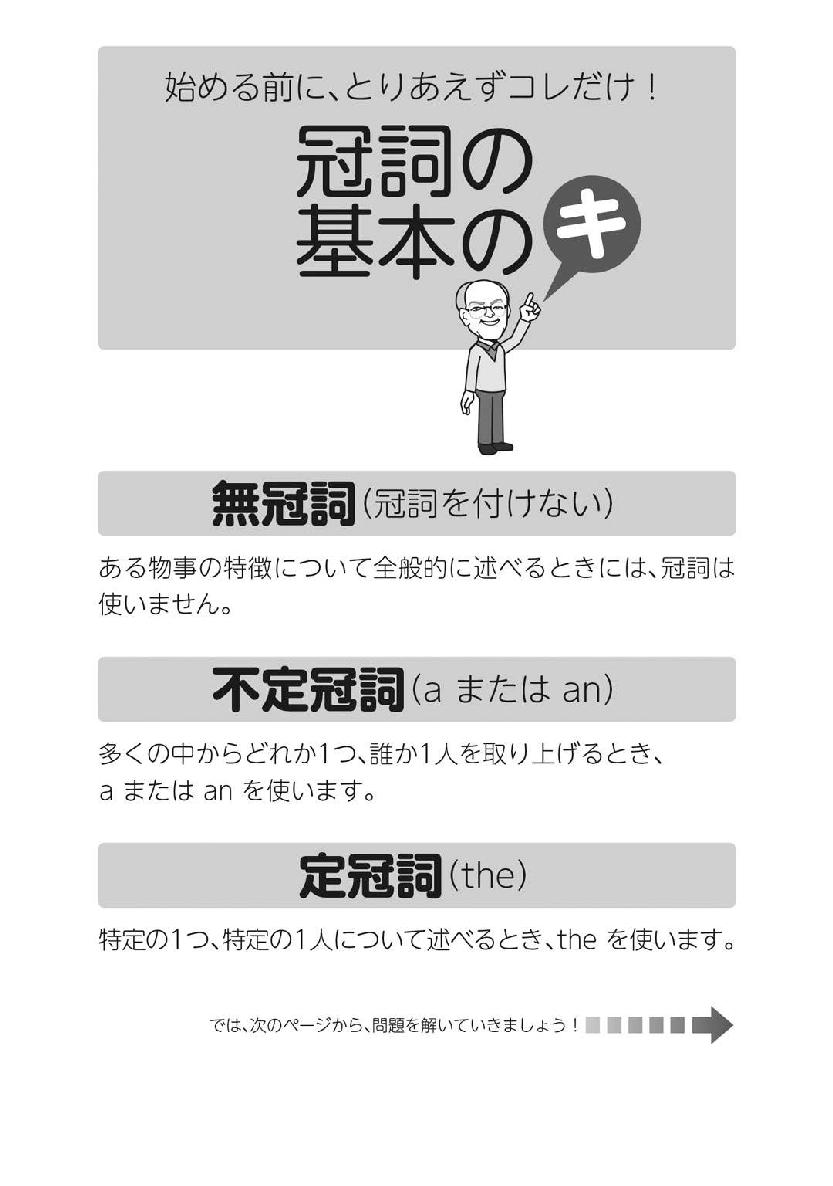 始める前に、とりあえずコレだけ！
冠詞の
基本の
キ
無冠詞（冠詞を付けない）
ある物事の特徴について全般的に述べるときには、冠詞は
使いません。
不定冠詞（a または an）
多くの中からどれか1つ、誰か1人を取り上げるとき、
a または an を使います。
定冠詞（the）
特定の1つ、特定の1人について述べるとき、the を使います。
では、次のページから、問題を解いていきましょう！